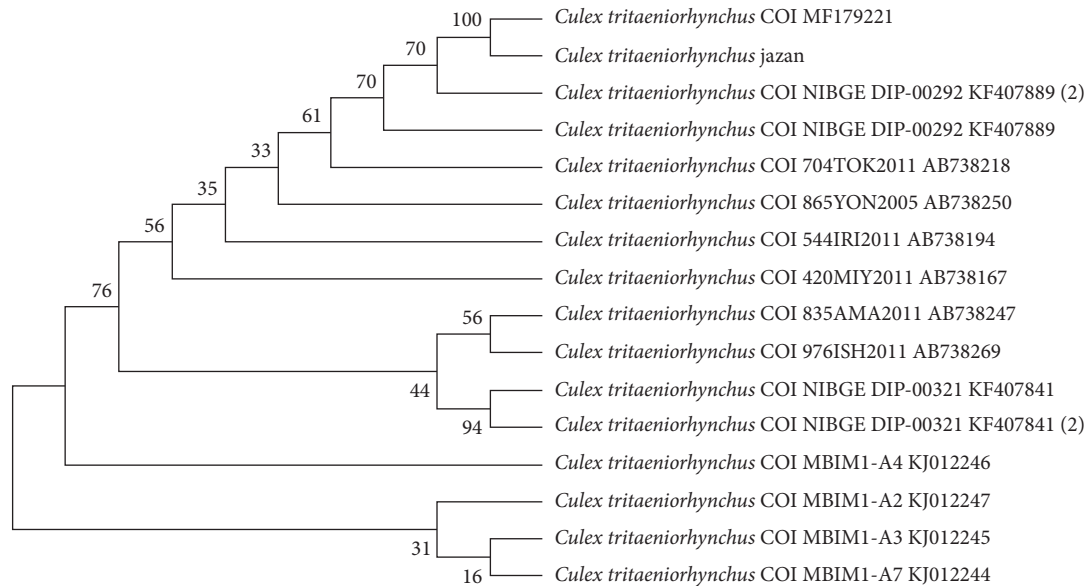 100
Culex tritaeniorhynchus COI MF179221
Culex tritaeniorhynchus jazan
70
Culex tritaeniorhynchus COI NIBGE DIP-00292 KF407889 (2)
70
Culex tritaeniorhynchus COI NIBGE DIP-00292 KF407889
61
Culex tritaeniorhynchus COI 704TOK2011 AB738218
33
Culex tritaeniorhynchus COI 865YON2005 AB738250
35
Culex tritaeniorhynchus COI 544IRI2011 AB738194
56
Culex tritaeniorhynchus COI 420MIY2011 AB738167
76
56
Culex tritaeniorhynchus COI 835AMA2011 AB738247
Culex tritaeniorhynchus COI 976ISH2011 AB738269
44
Culex tritaeniorhynchus COI NIBGE DIP-00321 KF407841
94
Culex tritaeniorhynchus COI NIBGE DIP-00321 KF407841 (2)
Culex tritaeniorhynchus COI MBIM1-A4 KJ012246
Culex tritaeniorhynchus COI MBIM1-A2 KJ012247
31
Culex tritaeniorhynchus COI MBIM1-A3 KJ012245
16
Culex tritaeniorhynchus COI MBIM1-A7 KJ012244